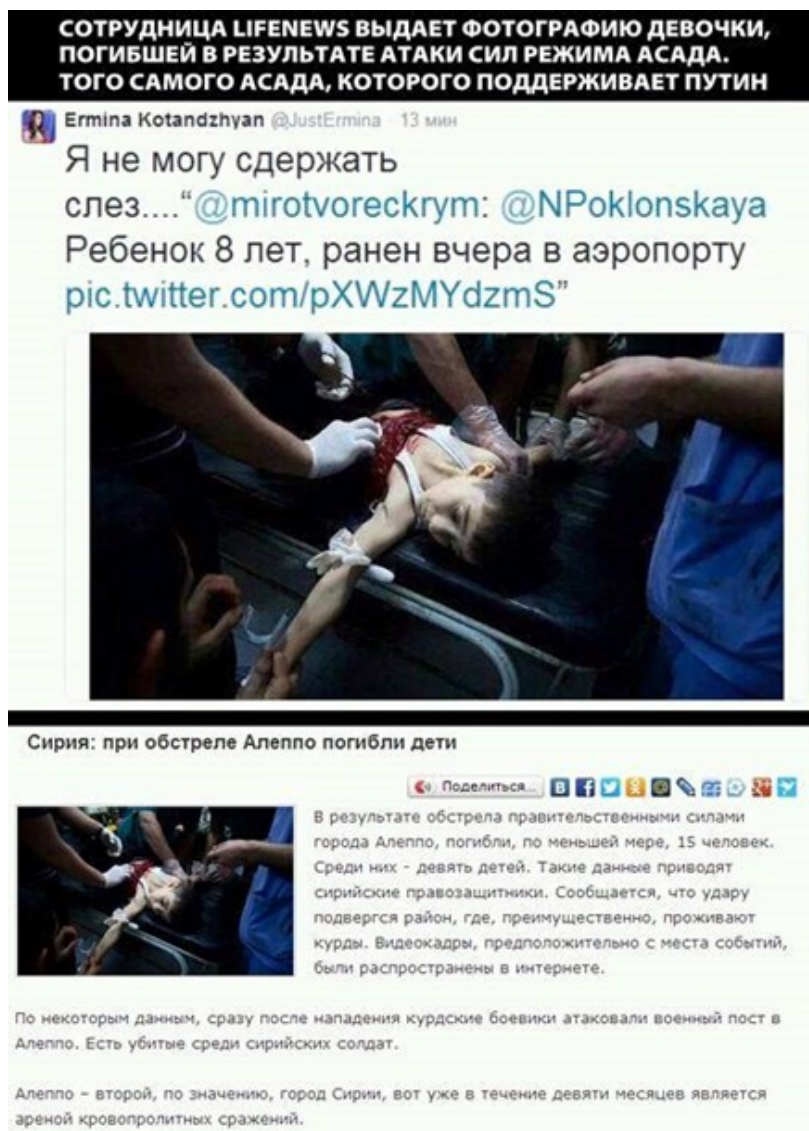 СОТРУДНИЦА LIFENEWS ВЫДАЕТ ФОТОГРАФИЮ ДЕВОЧКИ,
ПОГИБШЕЙ В РЕЗУЛЬТАТЕ АТАКИ СИЛ РЕЖИМА АСАДА.
ТОГО САМОГО АСАДА, КОТОРОГО ПОДДЕРЖИВАЕТ ПУТИН
Ermina Kotandzhyan @JustErmina · 13 мин
Я не могу сдержать
слез....“@mirotvoreckrym: @NPoklonskaya
Ребенок 8 лет, ранен вчера в аэропорту
pic.twitter.com/pXWzMYdzmS”
Сирия: при обстреле Алеппо погибли дети
Поделиться...
В результате обстрела правительственными силами
города Алеппо, погибли, по меньшей мере, 15 человек.
Среди них - девять детей. Такие данные приводят
сирийские правозащитники. Сообщается, что удару
подвергся район, где, преимущественно, проживают
курды. Видеокадры, предположительно с места событий,
были распространены в интернете.
По некоторым данным, сразу после нападения курдские боевики атаковали военный пост в
Алеппо. Есть убитые среди сирийских солдат.
Алеппо – второй, по значению, город Сирии, вот уже в течение девяти месяцев является
ареной кровопролитных сражений.